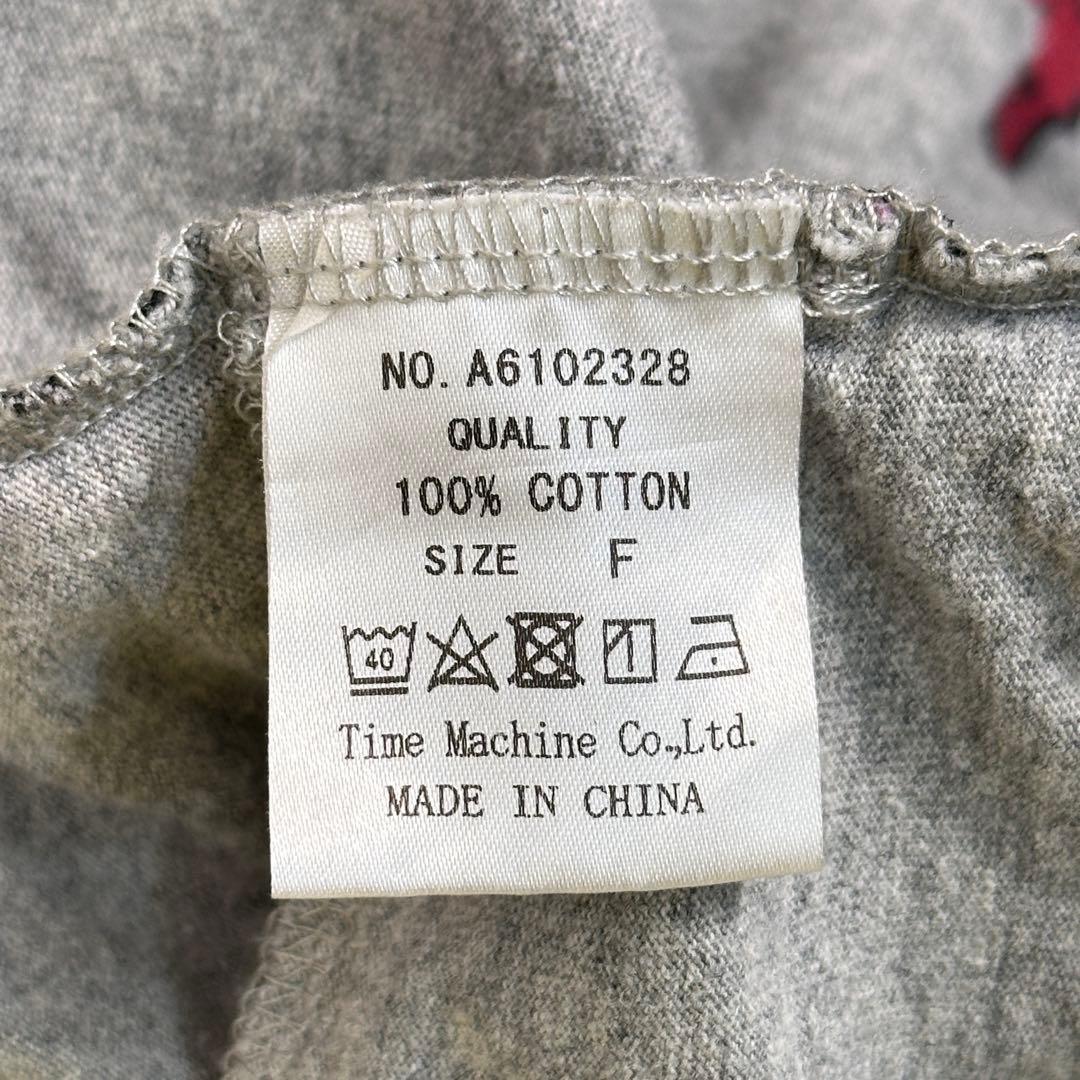 NO. A6102328
QUALITY
100% COTTON
SIZE F
40
Time Machine Co.,Ltd.
MADE IN CHINA